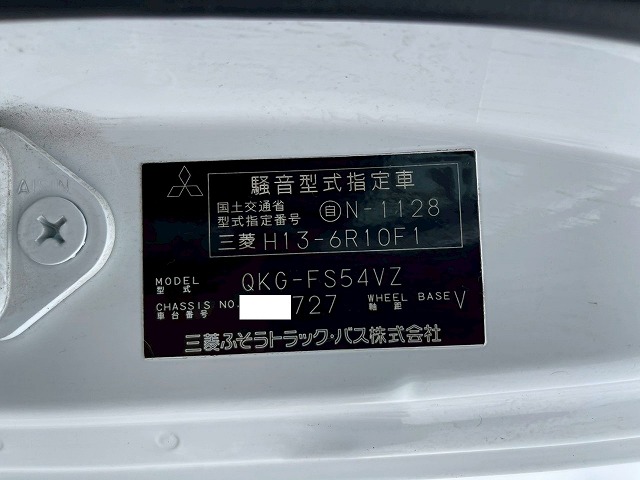 騒音型式指定車
国土交通省
型式指定番号 自N-1128
三菱 H13-6R10F1
MODEL 型式 QKG-FS54VZ
CHASSIS NO. 車台番号 727 WHEEL BASE 軸距 V
三菱ふそうトラック・バス株式会社